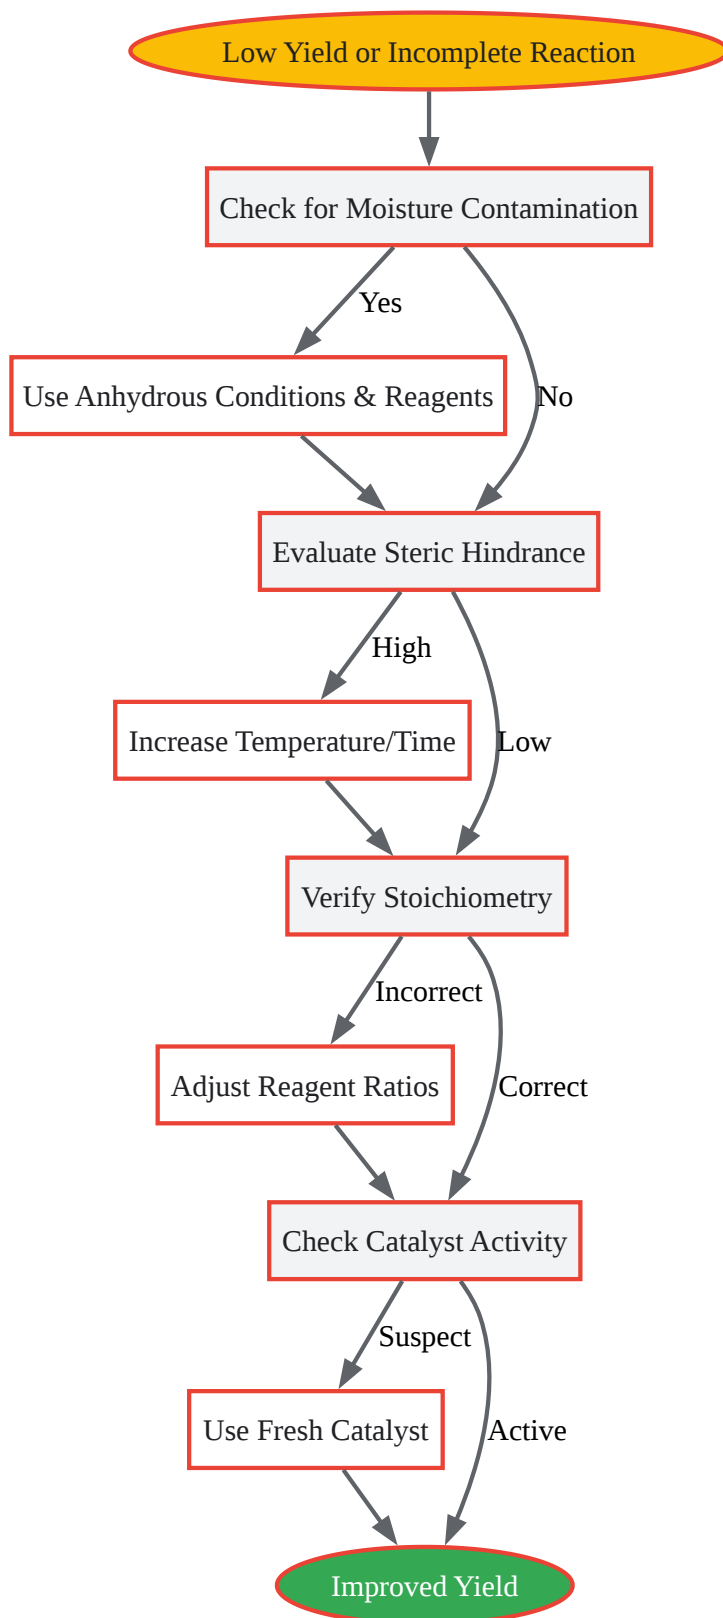 Low Yield or Incomplete Reaction
Check for Moisture Contamination
Yes
Use Anhydrous Conditions & Reagents
No
Evaluate Steric Hindrance
High
Increase Temperature/Time
Low
Verify Stoichiometry
Incorrect
Adjust Reagent Ratios
Correct
Check Catalyst Activity
Suspect
Use Fresh Catalyst
Active
Improved Yield